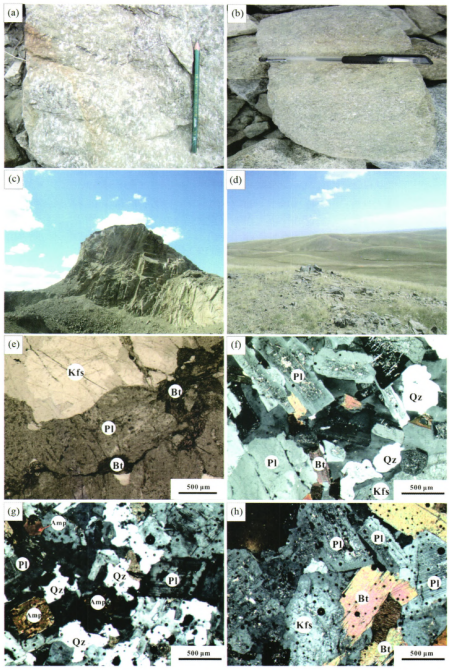 (a)
(b)
(c)
(d)
(e)
Kfs
Bt
Pl
Bt
500 μm
(f)
Pl
Qz
Pl
Bt
Qz
Kfs
500 μm
(g)
Amp
Pl
Qz
Qz
Pl
Amp
Amp
Qz
500 μm
(h)
Pl
Pl
Pl
Bt
Kfs
Bt
500 μm